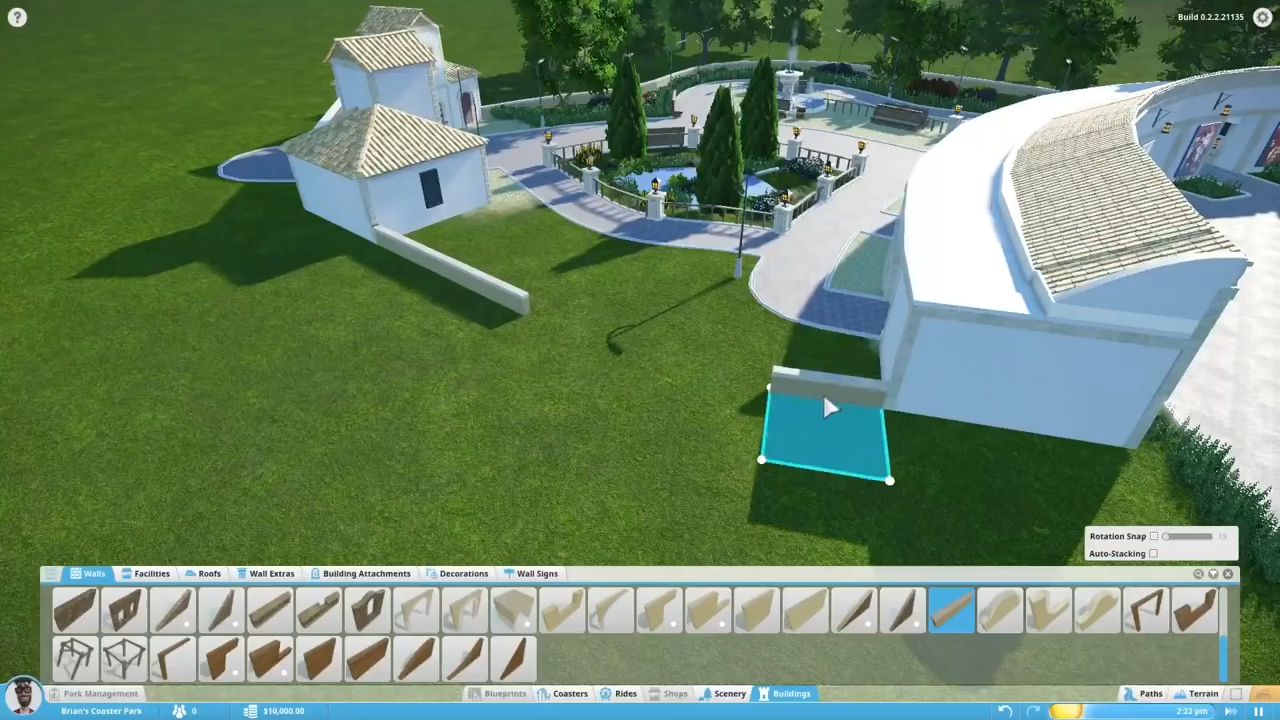 ?
Build 0.2.2.21135
Rotation Snap 15
Auto-Stacking
Walls Facilities Roofs Wall Extras Building Attachments Decorations Wall Signs
Park Management Blueprints Coasters Rides Shops Scenery Buildings Paths Terrain
Brian's Coaster Park 0 $10,000.00 2:22 pm